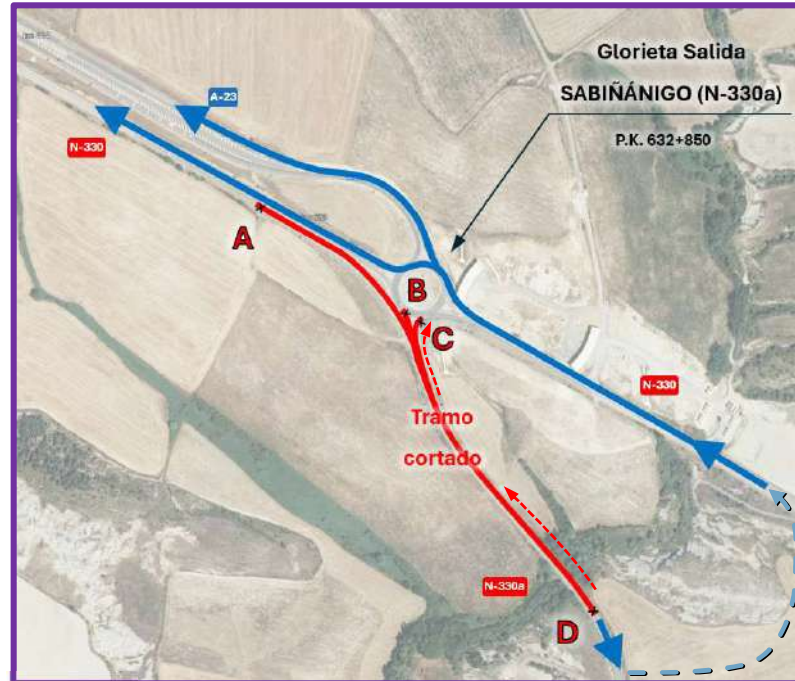 Glorieta Salida
SABIÑÁNIGO (N-330a)
P.K. 632+850
A-23
N-330
A
B
C
N-330
Tramo
cortado
N-330a
D